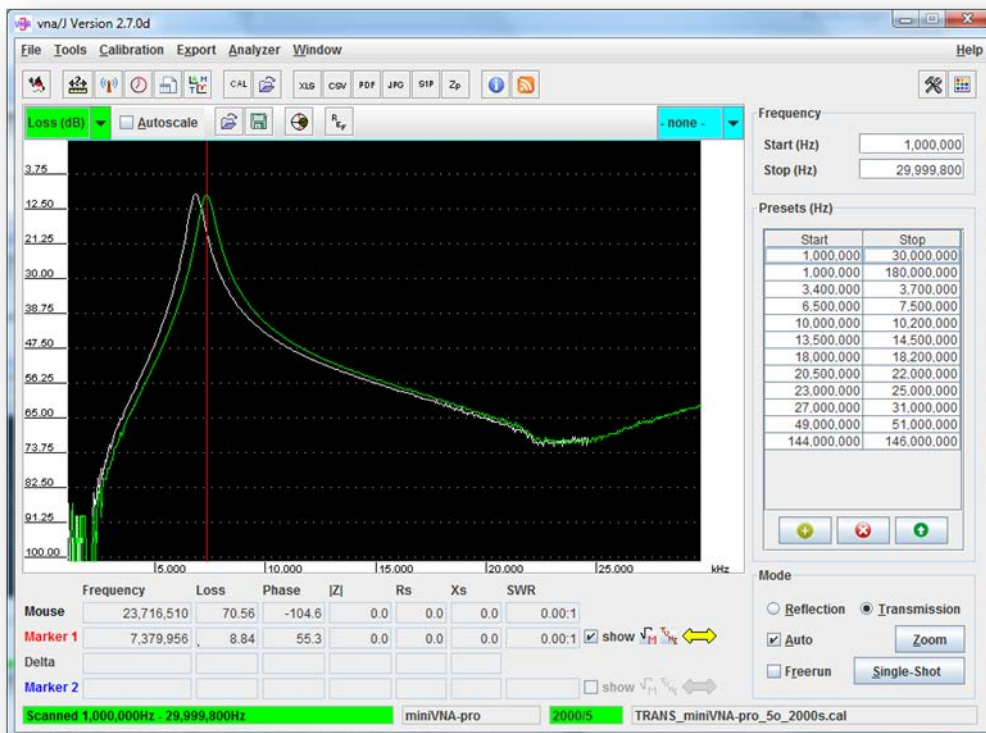 vna/J Version 2.7.0d
File Tools Calibration Export Analyzer Window Help
CAL XLS CSV PDF JPG S1P Zp
Loss (dB) Autoscale REF - none -
3.75
12.50
21.25
30.00
38.75
47.50
56.25
65.00
73.75
82.50
91.25
100.00
5.000 10.000 15.000 20.000 25.000 kHz
Frequency
Start (Hz) 1,000,000
Stop (Hz) 29,999,800
Presets (Hz)
Start Stop
1,000,000 30,000,000
1,000,000 180,000,000
3,400,000 3,700,000
6,500,000 7,500,000
10,000,000 10,200,000
13,500,000 14,500,000
18,000,000 18,200,000
20,500,000 22,000,000
23,000,000 25,000,000
27,000,000 31,000,000
49,000,000 51,000,000
144,000,000 146,000,000
Mode
Reflection Transmission
Auto Zoom
Freerun Single-Shot
Frequency Loss Phase |Z| Rs Xs SWR
Mouse 23,716,510 70.56 -104.6 0.0 0.0 0.0 0.00:1
Marker 1 7,379,956 8.84 55.3 0.0 0.0 0.0 0.00:1 show √M TUNE
Delta
Marker 2 show √M TUNE
Scanned 1,000,000Hz - 29,999,800Hz miniVNA-pro 2000/5 TRANS_miniVNA-pro_5o_2000s.cal